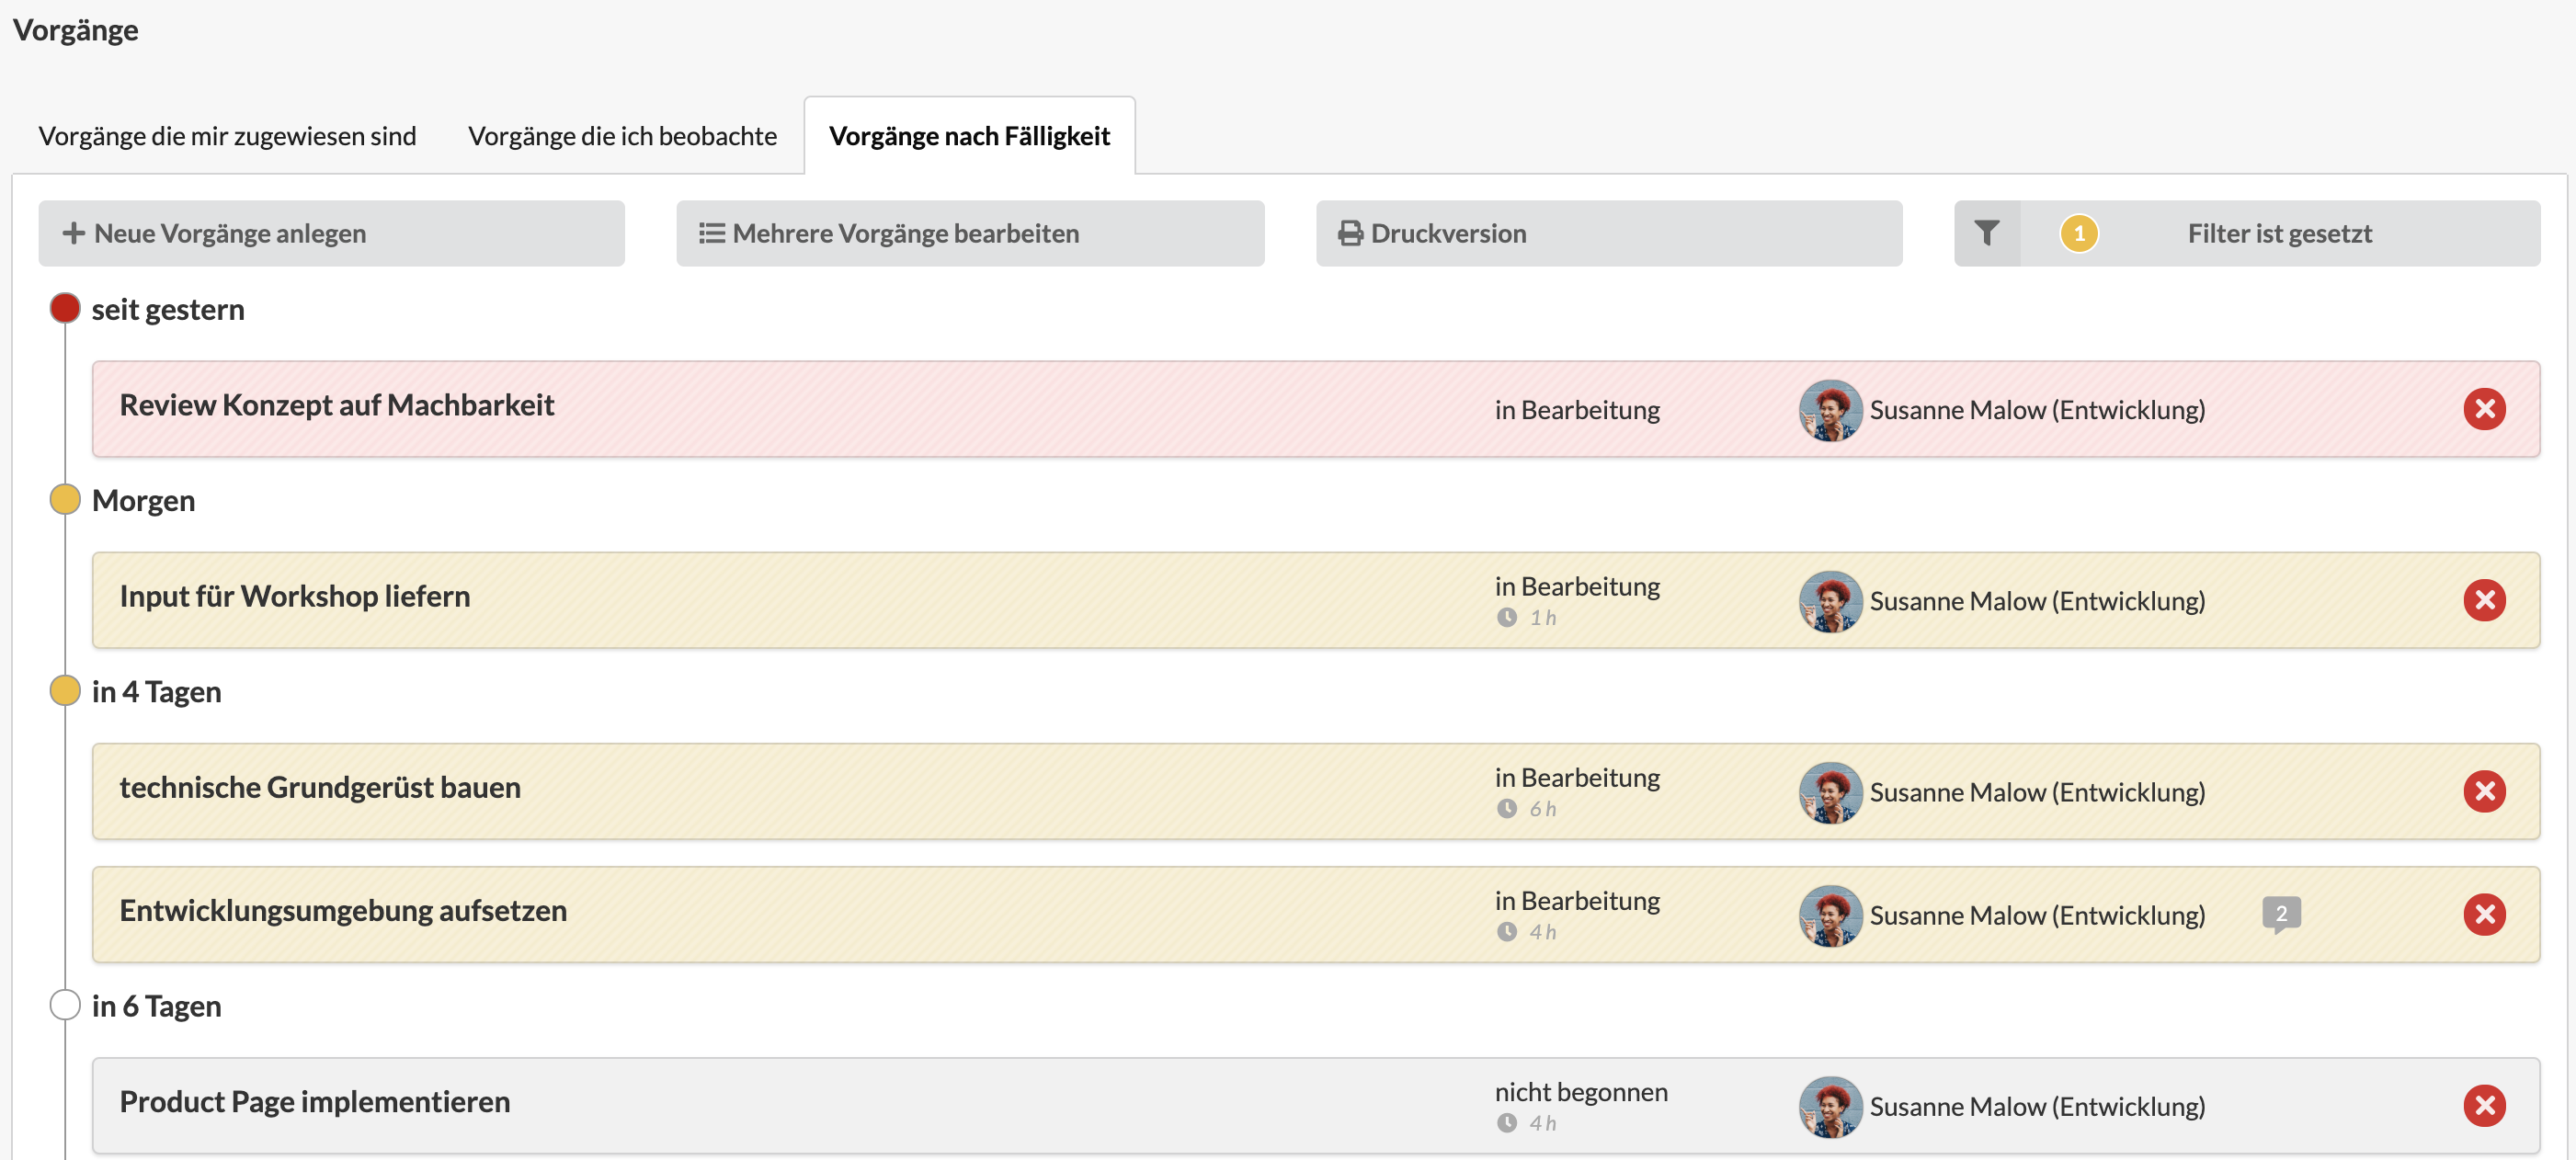 Vorgänge
Vorgänge die mir zugewiesen sind Vorgänge die ich beobachte Vorgänge nach Fälligkeit
Neue Vorgänge anlegen Mehrere Vorgänge bearbeiten Druckversion 1 Filter ist gesetzt
seit gestern
Review Konzept auf Machbarkeit in Bearbeitung Susanne Malow (Entwicklung)
Morgen
Input für Workshop liefern in Bearbeitung Susanne Malow (Entwicklung)
1 h
in 4 Tagen
technische Grundgerüst bauen in Bearbeitung Susanne Malow (Entwicklung)
6 h
Entwicklungsumgebung aufsetzen in Bearbeitung Susanne Malow (Entwicklung) 2
4 h
in 6 Tagen
Product Page implementieren nicht begonnen Susanne Malow (Entwicklung)
4 h